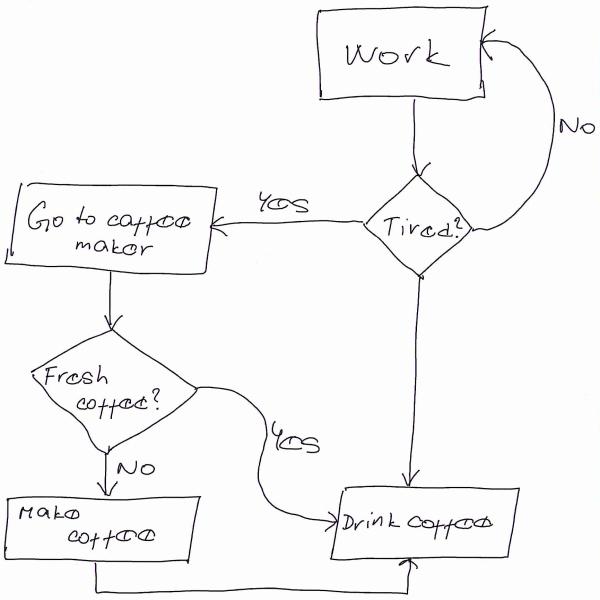 Work
NO
Yes
Tired?
Go to coffee
maker
Fresh
coffee?
Yes
NO
Make
coffee
Drink coffee